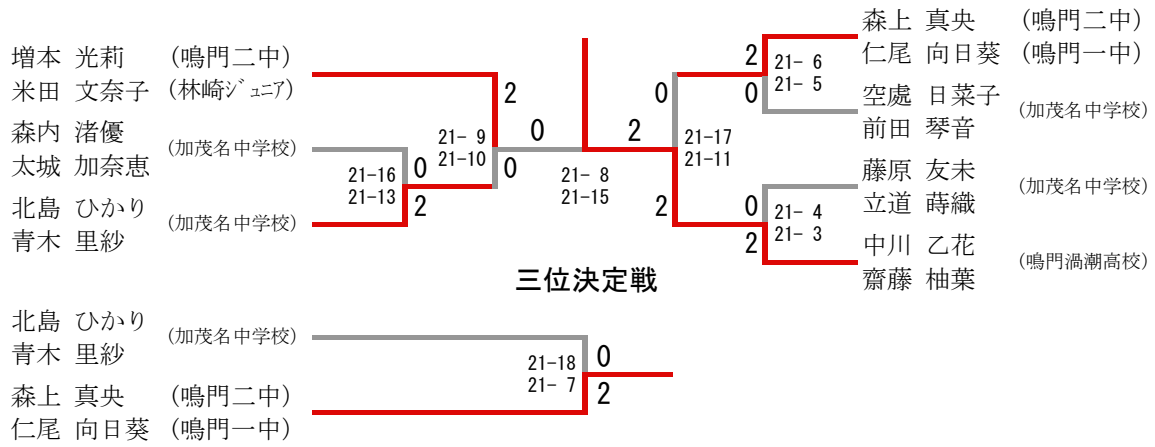 増本 光莉 (鳴門二中)
米田 文奈子 (林崎ジュニア)
森内 渚優
太城 加奈恵
(加茂名中学校)
北島 ひかり
青木 里紗
(加茂名中学校)
21-16
21-13
0
2
21- 9
21-10
2
0
0
2
21- 8
21-15
森上 真央 (鳴門二中)
仁尾 向日葵 (鳴門一中)
空處 日菜子
前田 琴音
(加茂名中学校)
藤原 友未
立道 蒔織
(加茂名中学校)
中川 乙花
齋藤 柚葉
(鳴門渦潮高校)
2
0
21- 6
21- 5
0
2
21- 4
21- 3
0
2
21-17
21-11
三位決定戦
北島 ひかり
青木 里紗
(加茂名中学校)
森上 真央 (鳴門二中)
仁尾 向日葵 (鳴門一中)
21-18
21- 7
0
2